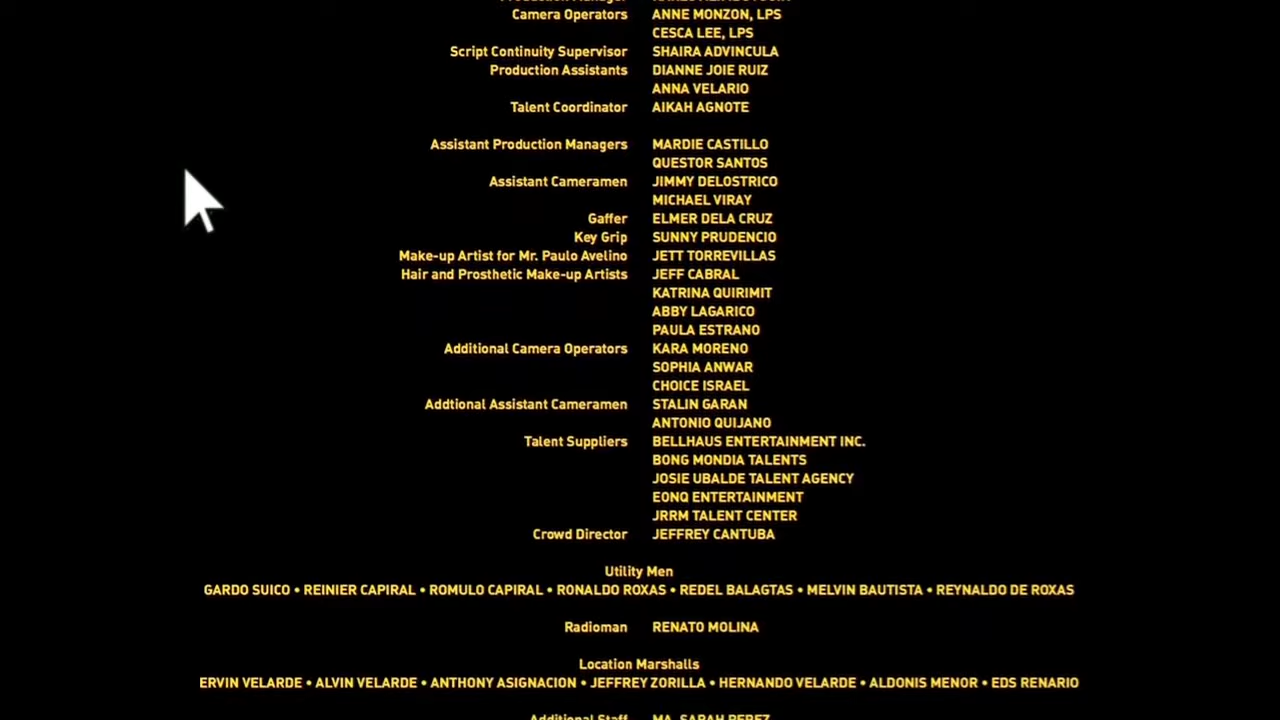 Camera Operators ANNE MONZON, LPS
CESCA LEE, LPS
Script Continuity Supervisor SHAIRA ADVINCULA
Production Assistants DIANNE JOIE RUIZ
ANNA VELARIO
Talent Coordinator AIKAH AGNOTE
Assistant Production Managers MARDIE CASTILLO
QUESTOR SANTOS
Assistant Cameramen JIMMY DELOSTRICO
MICHAEL VIRAY
Gaffer ELMER DELA CRUZ
Key Grip SUNNY PRUDENCIO
Make-up Artist for Mr. Paulo Avelino JETT TORREVILLAS
Hair and Prosthetic Make-up Artists JEFF CABRAL
KATRINA QUIRIMIT
ABBY LAGARICO
PAULA ESTRANO
Additional Camera Operators KARA MORENO
SOPHIA ANWAR
CHOICE ISRAEL
Addtional Assistant Cameramen STALIN GARAN
ANTONIO QUIJANO
Talent Suppliers BELLHAUS ENTERTAINMENT INC.
BONG MONDIA TALENTS
JOSIE UBALDE TALENT AGENCY
EONQ ENTERTAINMENT
JRRM TALENT CENTER
Crowd Director JEFFREY CANTUBA
Utility Men
GARDO SUICO • REINIER CAPIRAL • ROMULO CAPIRAL • RONALDO ROXAS • REDEL BALAGTAS • MELVIN BAUTISTA • REYNALDO DE ROXAS
Radioman RENATO MOLINA
Location Marshalls
ERVIN VELARDE • ALVIN VELARDE • ANTHONY ASIGNACION • JEFFREY ZORILLA • HERNANDO VELARDE • ALDONIS MENOR • EDS RENARIO
Additional Staff MA. SARAH PEREZ